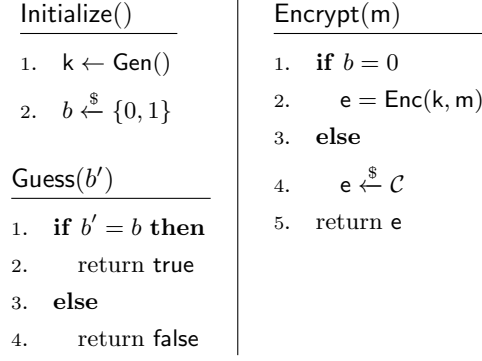 Initialize()
1. k ← Gen()
2. b $← {0, 1}
Guess(b′)
1. if b′ = b then
2. return true
3. else
4. return false
Encrypt(m)
1. if b = 0
2. e = Enc(k, m)
3. else
4. e $← 𝒞
5. return e